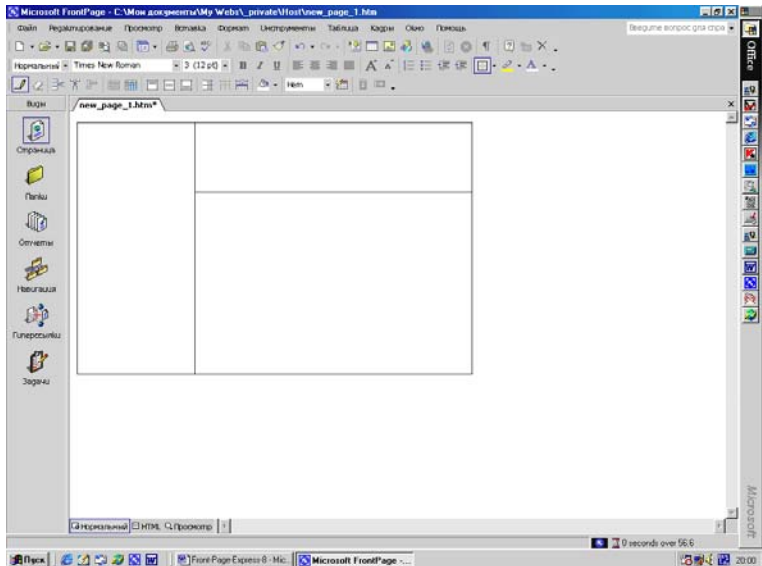 Microsoft FrontPage - C:\Мои документы\My Webs\_private\Host\new_page_1.htm
Файл Редактирование Просмотр Вставка Формат Инструменты Таблица Кадры Окно Помощь
Введите вопрос для спра
Нормальный Times New Roman 3 (12 pt)
Нет
Виды
new_page_1.htm*
Страница
Папки
Отчеты
Навигация
Гиперссылки
Задачи
Office
Microsoft
Нормальный HTML Просмотр
0 seconds over 56.6
Пуск Front-Page-Express-8 - Mic... Microsoft FrontPage -... 20:00